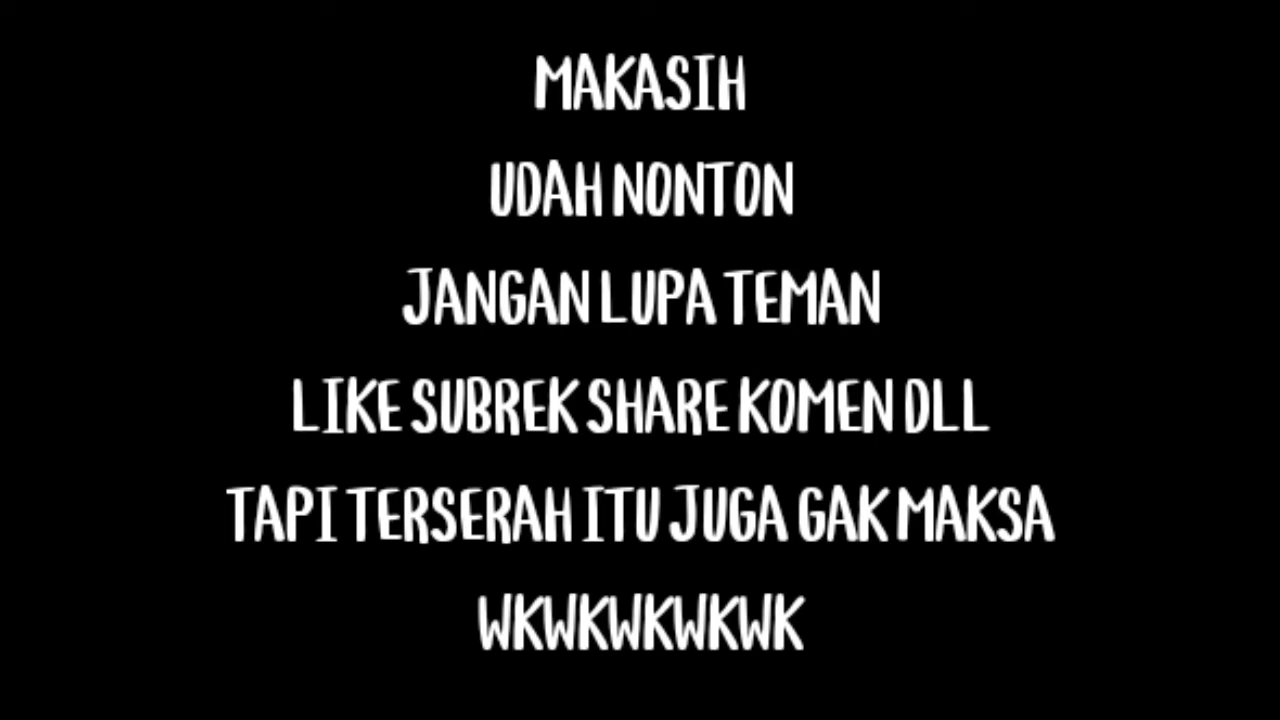 MAKASIH
UDAH NONTON
JANGAN LUPA TEMAN
LIKE SUBREK SHARE KOMEN DLL
TAPI TERSERAH ITU JUGA GAK MAKSA
WKWKWKWKWK